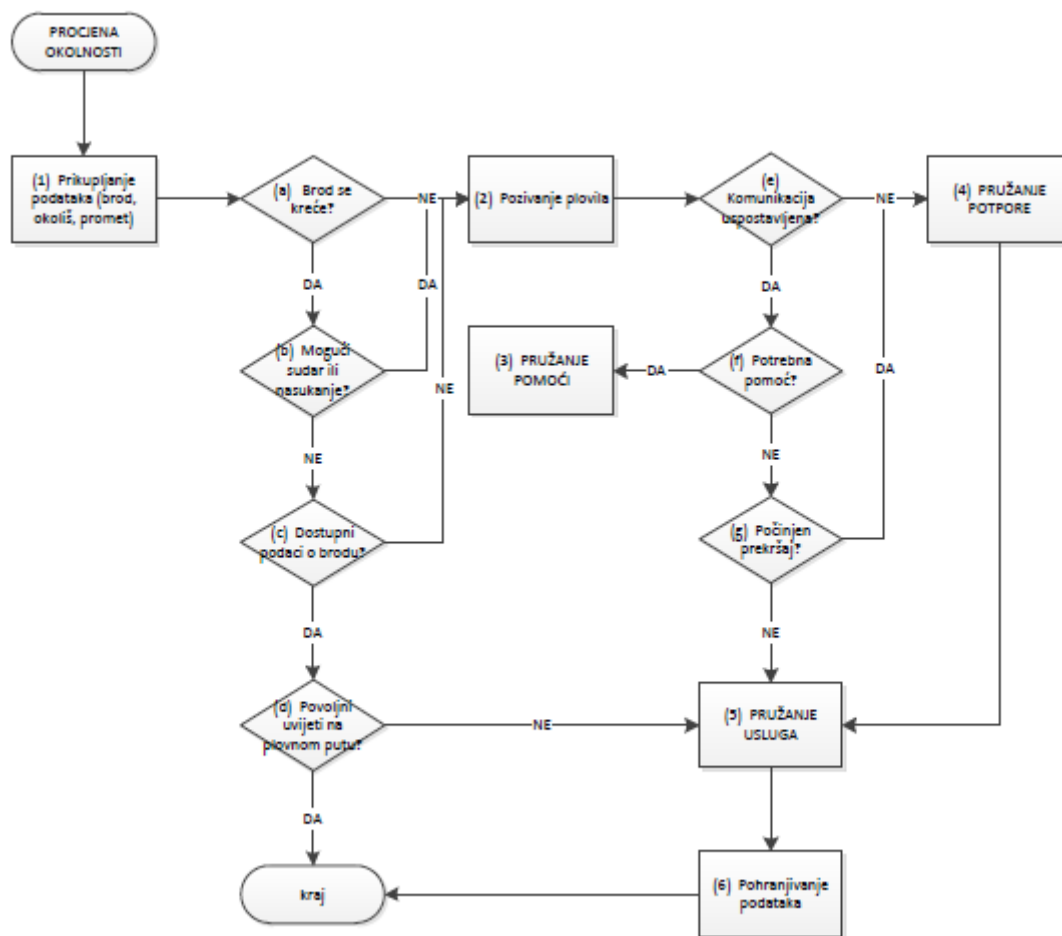 PROCJENA
OKOLNOSTI
(1) Prikupljanje
podataka (brod,
okoliš, promet)
(a) Brod se
kreće?
NE
(2) Pozivanje plovila
(e)
Komunikacija
uspostavljena?
NE
(4) PRUŽANJE
POTPORE
DA
DA
DA
(b) Mogući
sudar ili
nasukanje?
NE
(3) PRUŽANJE
POMOĆI
DA
(f) Potrebna
pomoć?
DA
NE
NE
(c) Dostupni
podaci o brodu?
(g) Počinjen
prekršaj?
DA
NE
(d) Povoljni
uvijeti na
plovnom putu?
NE
(5) PRUŽANJE
USLUGA
DA
kraj
(6) Pohranjivanje
podataka